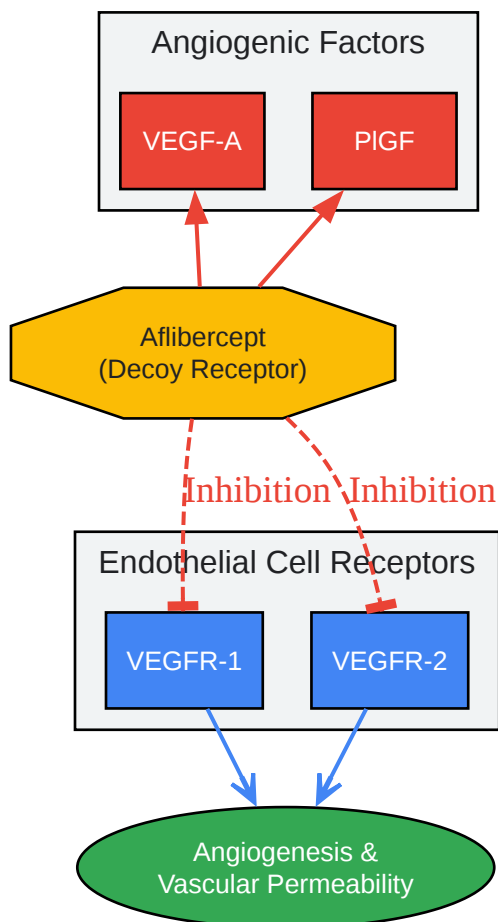 Angiogenic Factors
VEGF-A
PlGF
Aflibercept
(Decoy Receptor)
Inhibition
Inhibition
Endothelial Cell Receptors
VEGFR-1
VEGFR-2
Angiogenesis &
Vascular Permeability